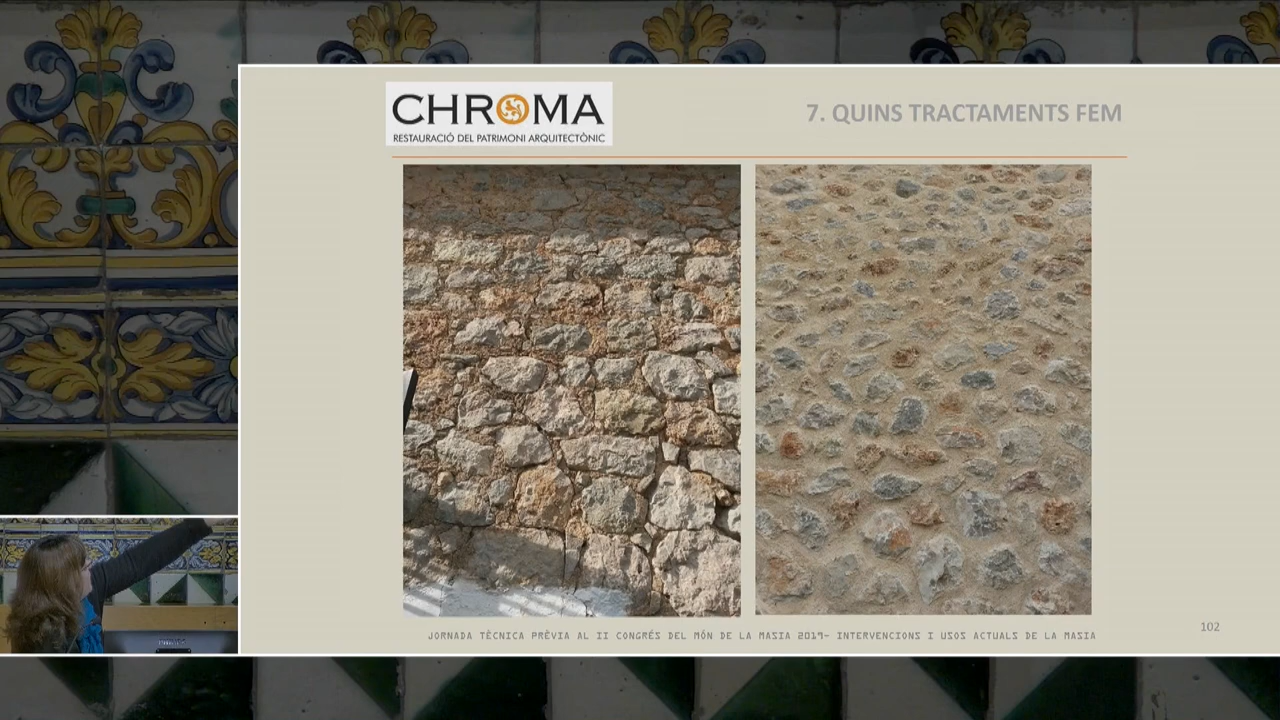 CHROMA
RESTAURACIÓ DEL PATRIMONI ARQUITECTÒNIC
7. QUINS TRACTAMENTS FEM
JORNADA TÈCNICA PRÈVIA AL II CONGRÉS DEL MÓN DE LA MASIA 2019- INTERVENCIONS I USOS ACTUALS DE LA MASIA
102